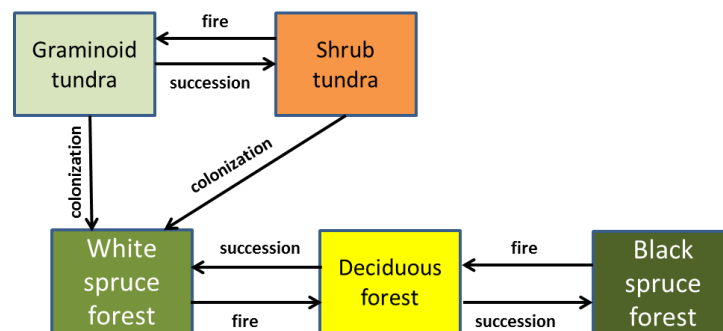 fire
Graminoid
tundra
Shrub
tundra
succession
colonization
colonization
White
spruce
forest
succession
fire
Deciduous
forest
fire
succession
Black
spruce
forest